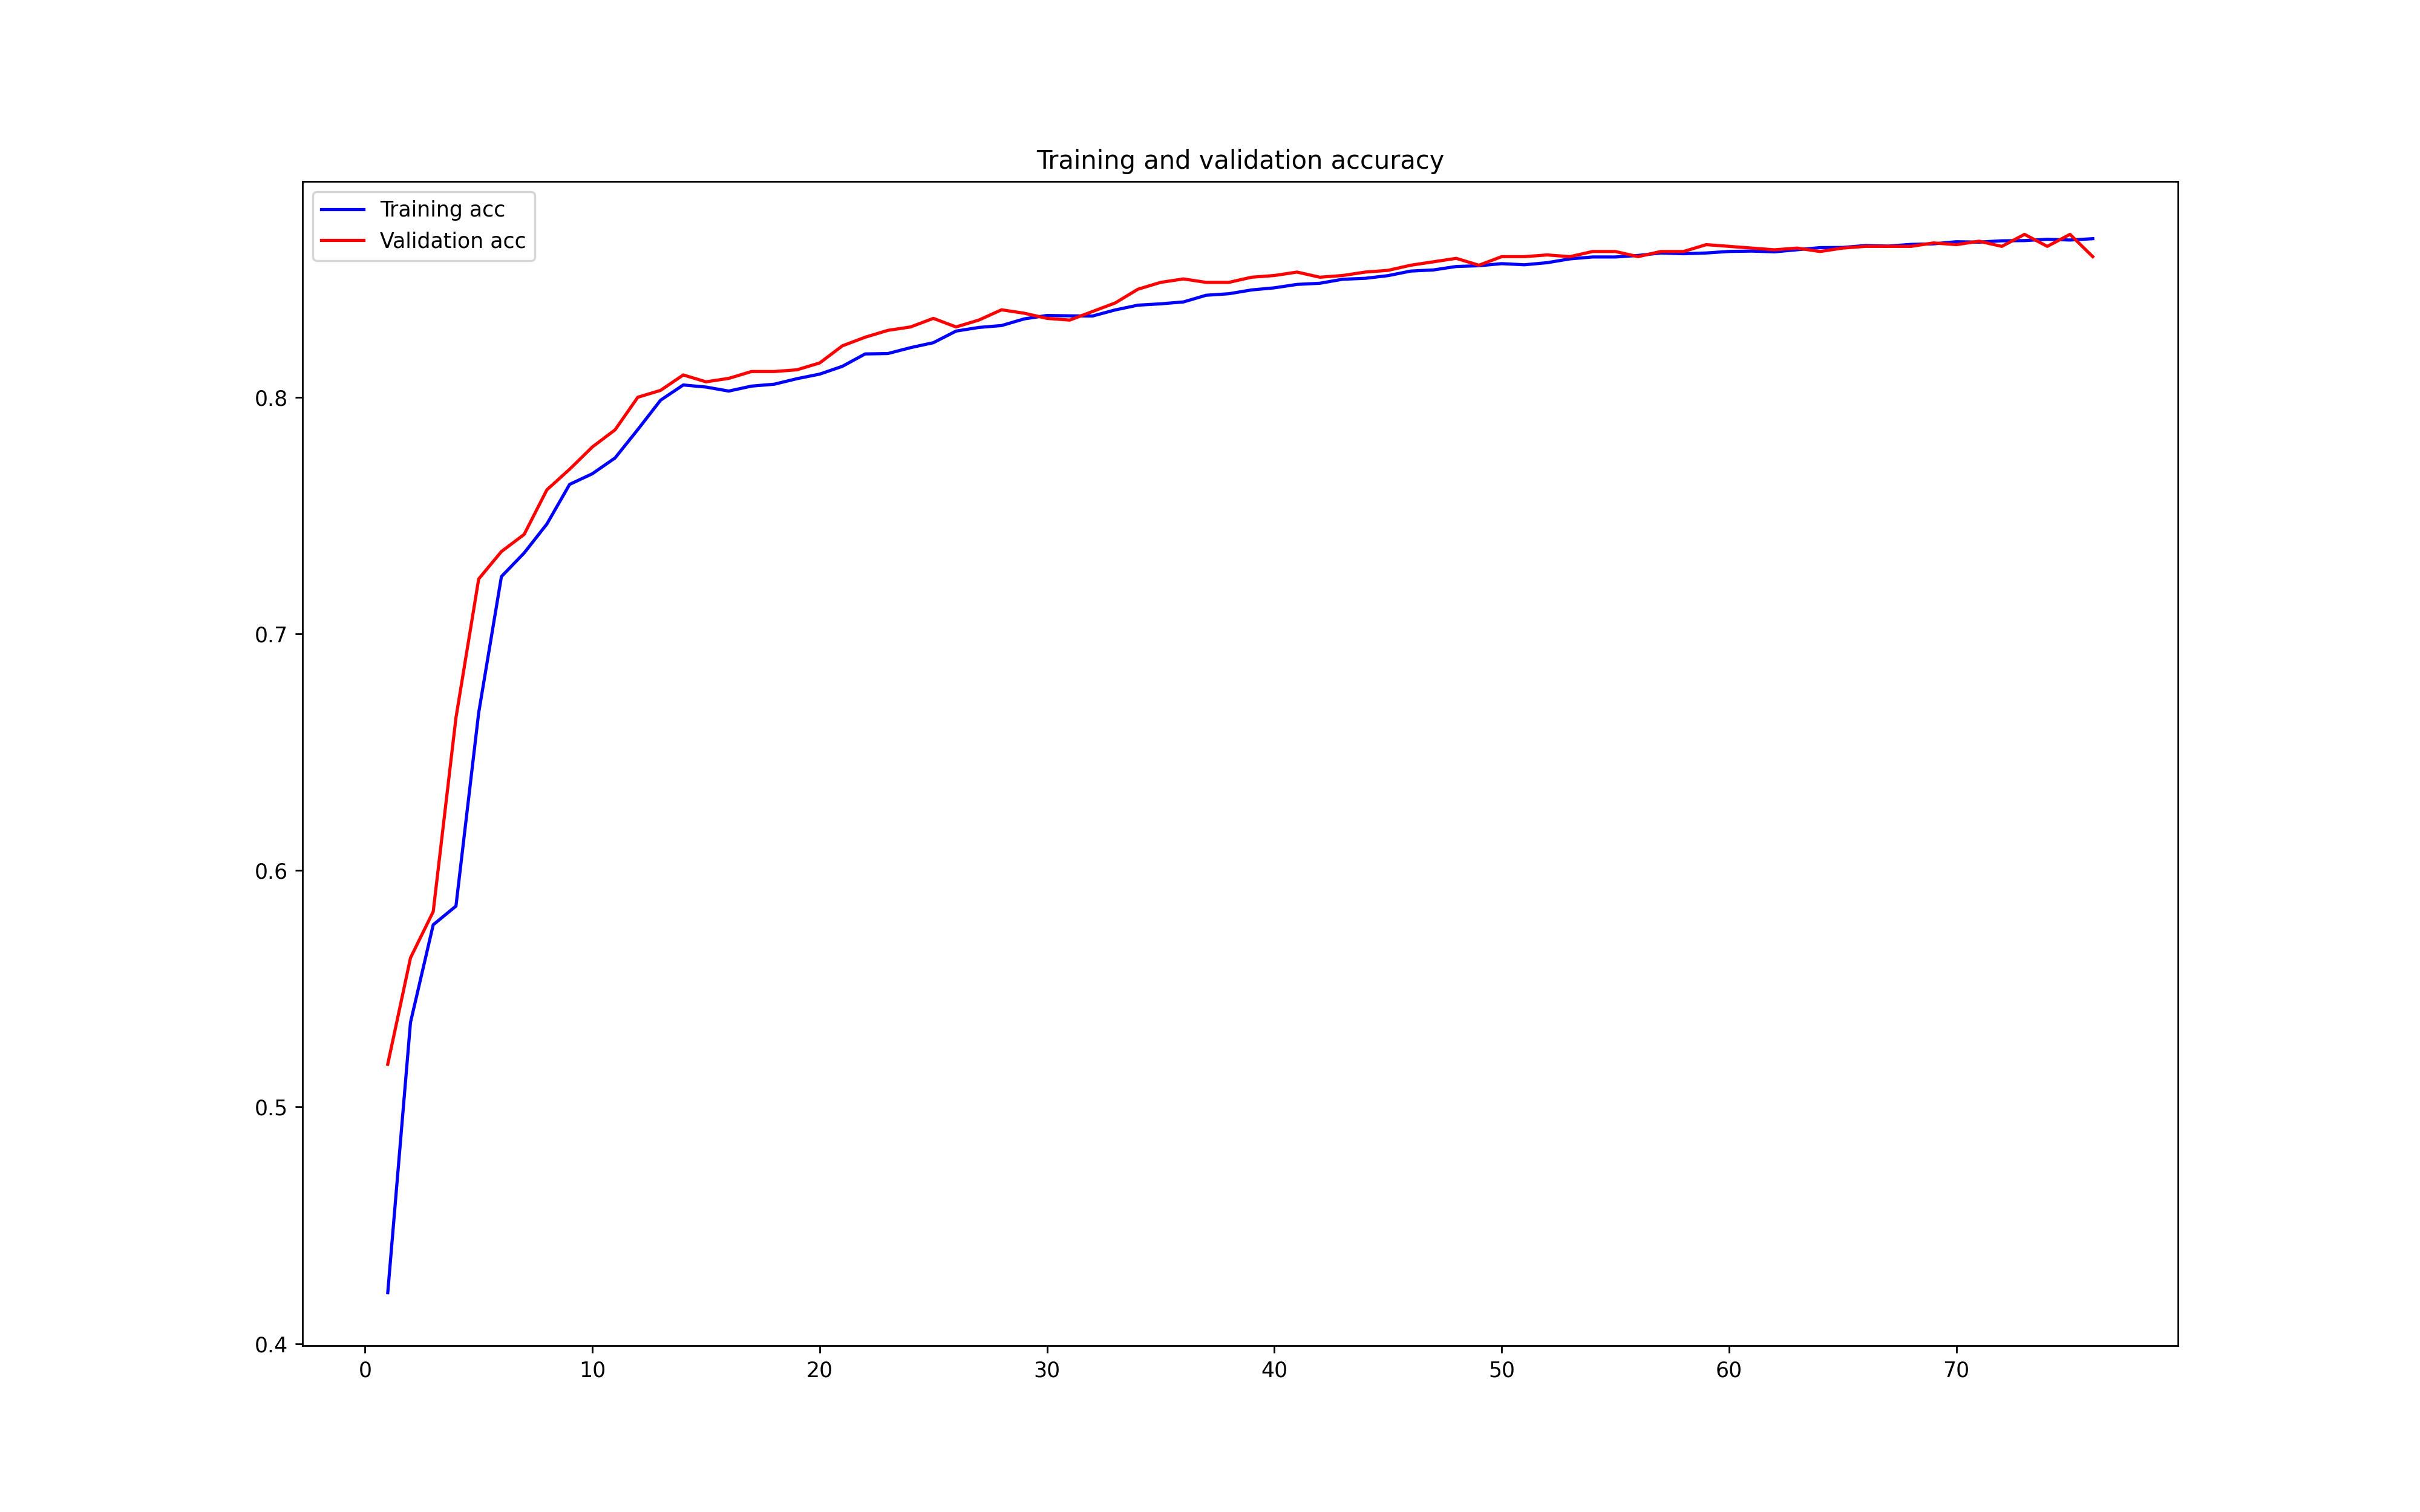 Training and validation accuracy
Training acc
Validation acc
0.8
0.7
0.6
0.5
0.4
0 10 20 30 40 50 60 70